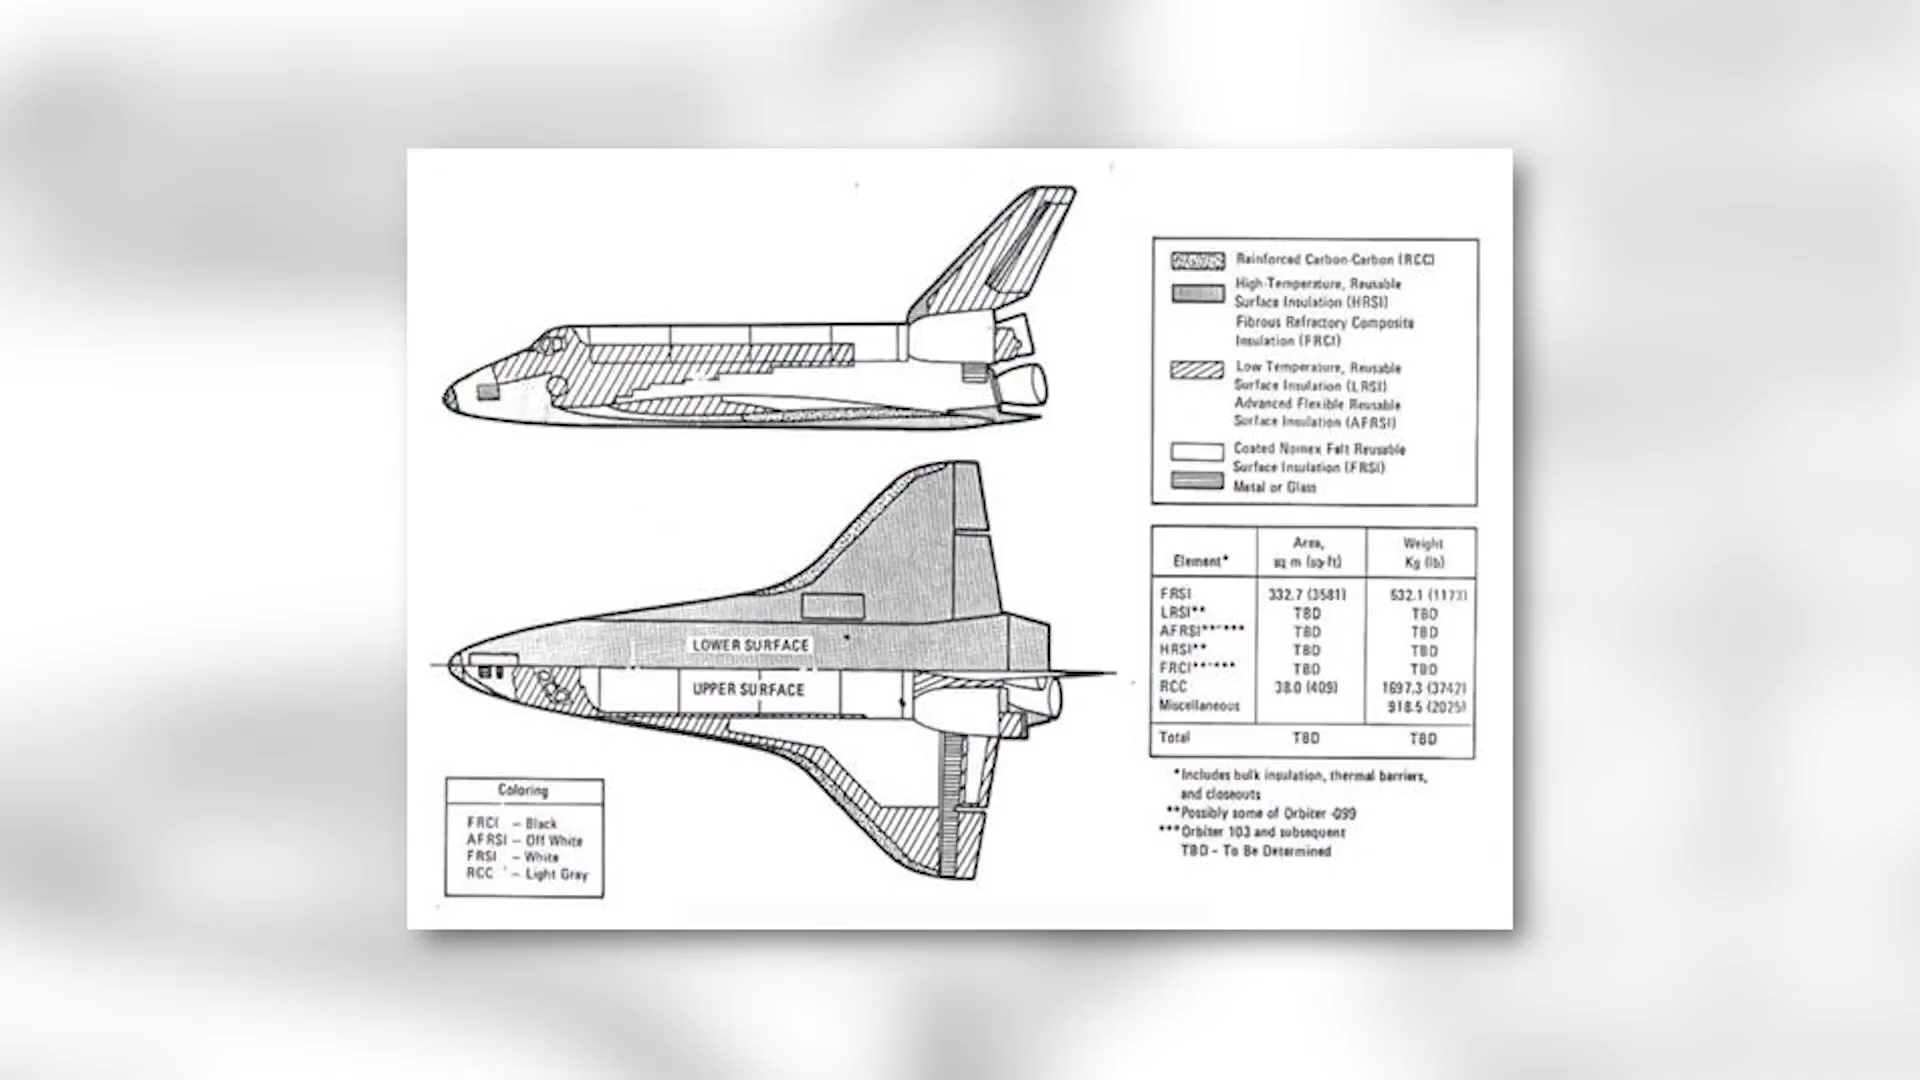 Reinforced Carbon-Carbon (RCC)
High-Temperature, Reusable
Surface Insulation (HRSI)
Fibrous Refractory Composite
Insulation (FRCI)
Low Temperature, Reusable
Surface Insulation (LRSI)
Advanced Flexible Reusable
Surface Insulation (AFRSI)
Coated Nomex Felt Reusable
Surface Insulation (FRSI)
Metal or Glass
LOWER SURFACE
UPPER SURFACE
Element* Area, sq m (sq-ft) Weight Kg (lb)
FRSI 332.7 (3581) 532.1 (1173)
LRSI** TBD TBD
AFRSI**,*** TBD TBD
HRSI** TBD TBD
FRCI**,*** TBD TBD
RCC 38.0 (409) 1697.3 (3742)
Miscellaneous 918.5 (2025)
Total TBD TBD
*Includes bulk insulation, thermal barriers,
and closeouts
**Possibly some of Orbiter -099
***Orbiter 103 and subsequent
TBD - To Be Determined
Coloring
FRCI – Black
AFRSI – Off White
FRSI – White
RCC – Light Gray